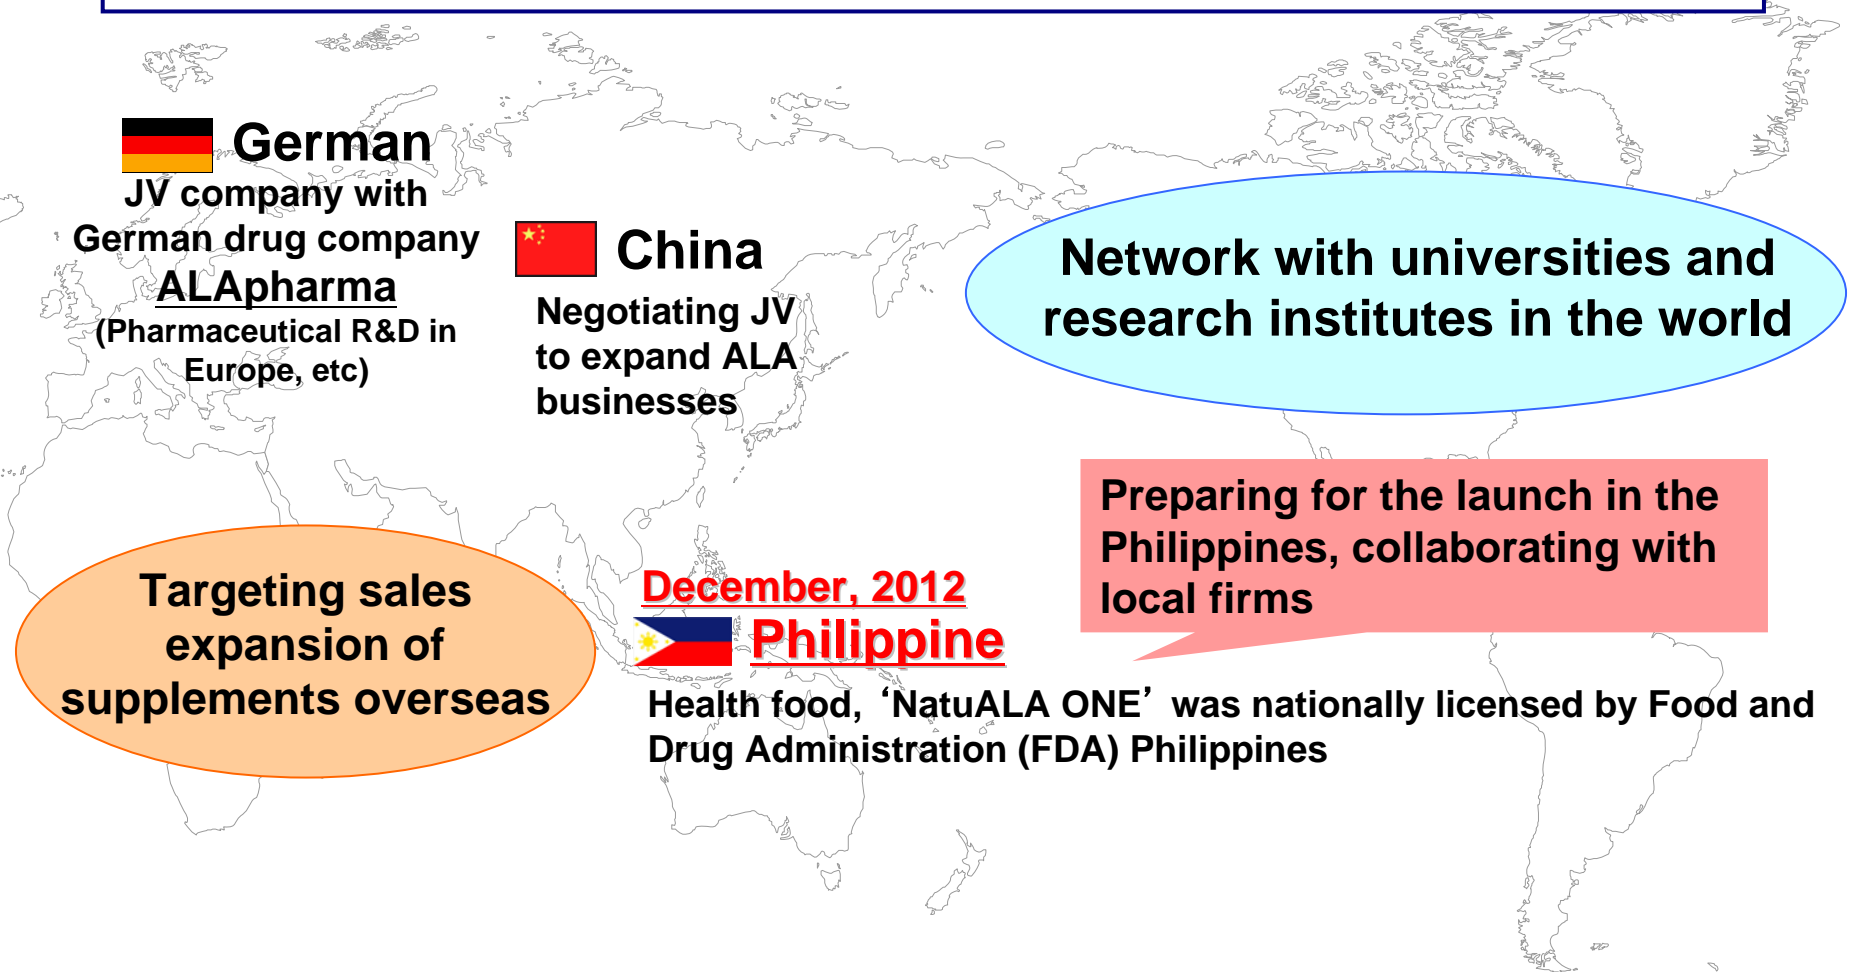 German
JV company with
German drug company
ALApharma
(Pharmaceutical R&D in
Europe, etc)
China
Negotiating JV
to expand ALA
businesses
Network with universities and
research institutes in the world
Preparing for the launch in the
Philippines, collaborating with
local firms
Targeting sales
expansion of
supplements overseas
December, 2012
Philippine
Health food, ‘NatuALA ONE’ was nationally licensed by Food and
Drug Administration (FDA) Philippines